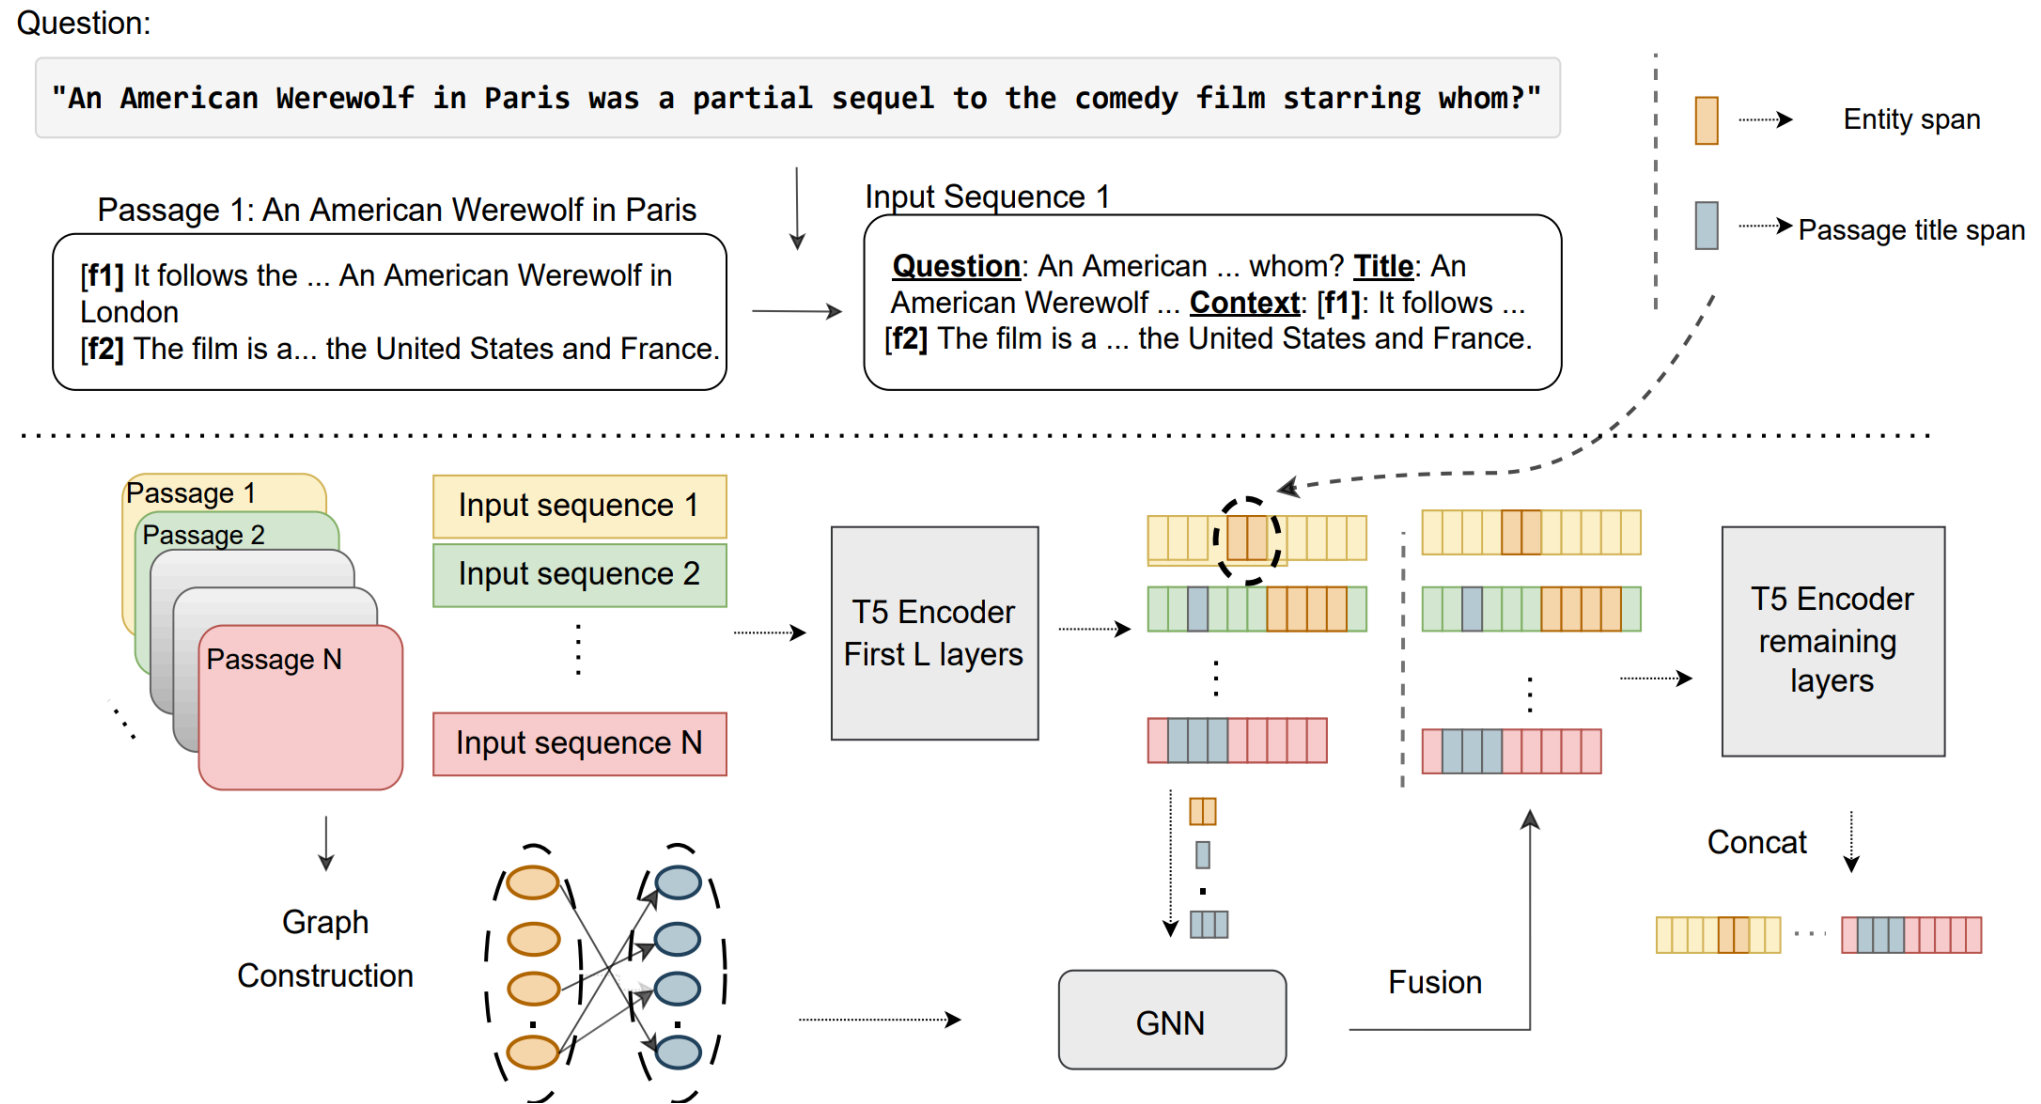 Question:
"An American Werewolf in Paris was a partial sequel to the comedy film starring whom?"
Entity span
Passage title span
Passage 1: An American Werewolf in Paris
[f1] It follows the ... An American Werewolf in
London
[f2] The film is a... the United States and France.
Input Sequence 1
Question: An American ... whom? Title: An
American Werewolf ... Context: [f1]: It follows ...
[f2] The film is a ... the United States and France.
Passage 1
Passage 2
Passage N
Input sequence 1
Input sequence 2
Input sequence N
T5 Encoder
First L layers
T5 Encoder
remaining
layers
Graph
Construction
GNN
Fusion
Concat